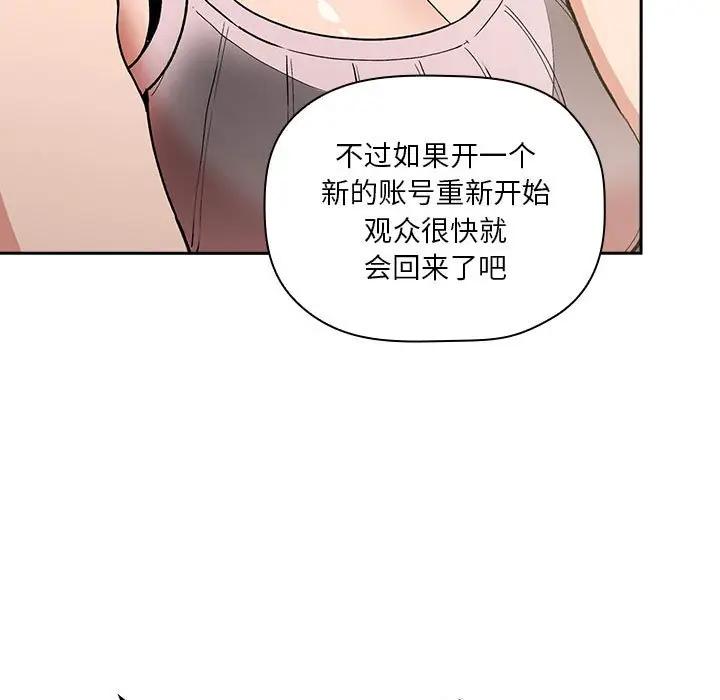 不过如果开一个
新的账号重新开始
观众很快就
会回来了吧